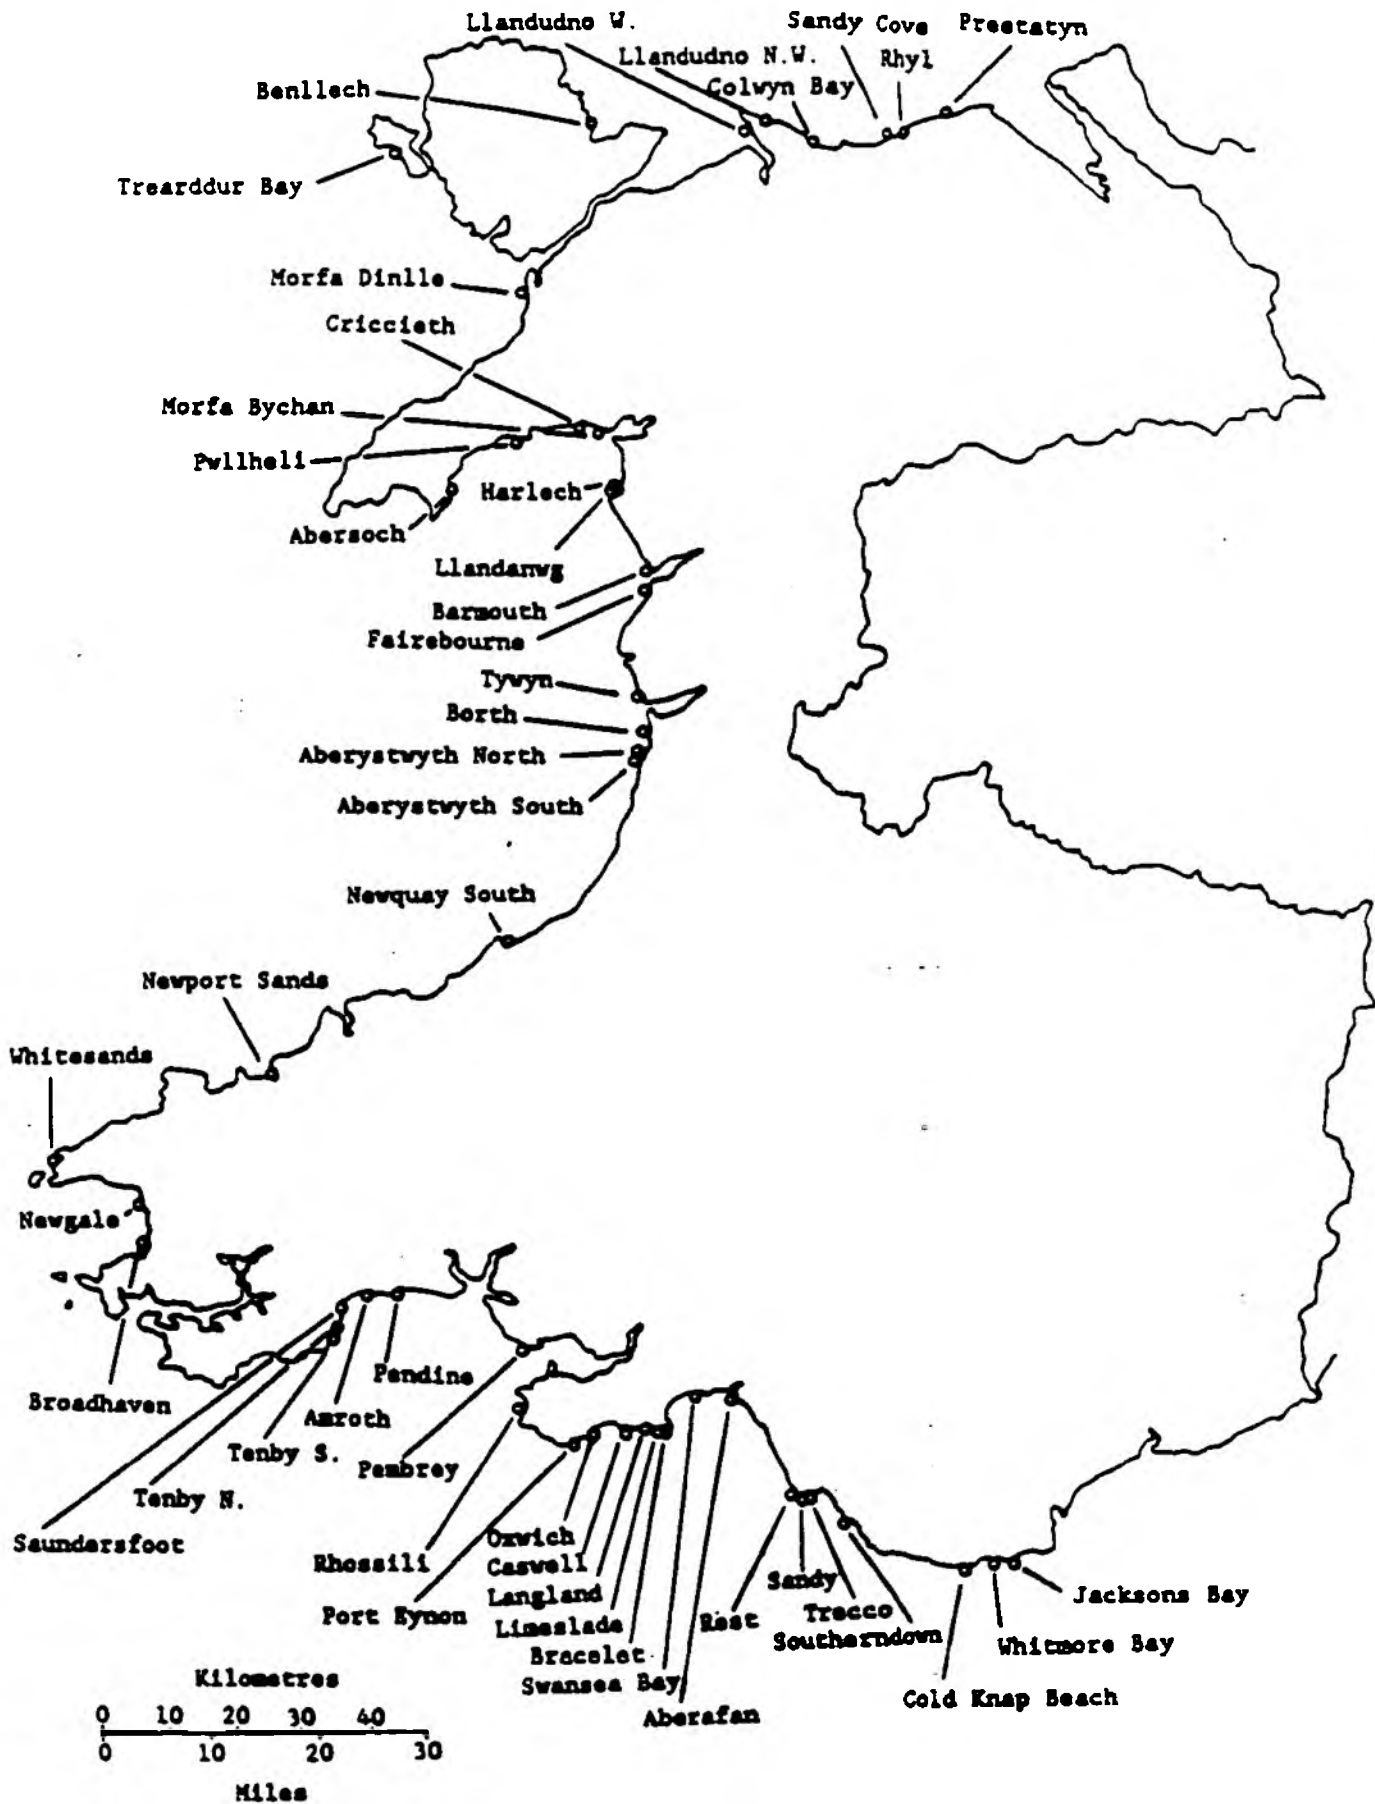 Llandudno W.
Sandy Cove
Prestatyn
Llandudno N.W.
Rhyl
Colwyn Bay
Benllech
Trearddur Bay
Morfa Dinlle
Criccieth
Morfa Bychan
Pwllheli
Harlech
Abersoch
Llandanwg
Barmouth
Fairebourne
Tywyn
Borth
Aberystwyth North
Aberystwyth South
Newquay South
Newport Sands
Whitesands
Newgale
Broadhaven
Pendine
Amroth
Tenby S.
Pembrey
Tenby N.
Saundersfoot
Rhossili
Port Eynon
Oxwich
Caswell
Langland
Limeslade
Bracelet
Swansea Bay
Aberafan
Rest
Sandy
Trecco
Southerndown
Jacksons Bay
Whitmore Bay
Cold Knap Beach
Kilometres
0 10 20 30 40
0 10 20 30
Miles